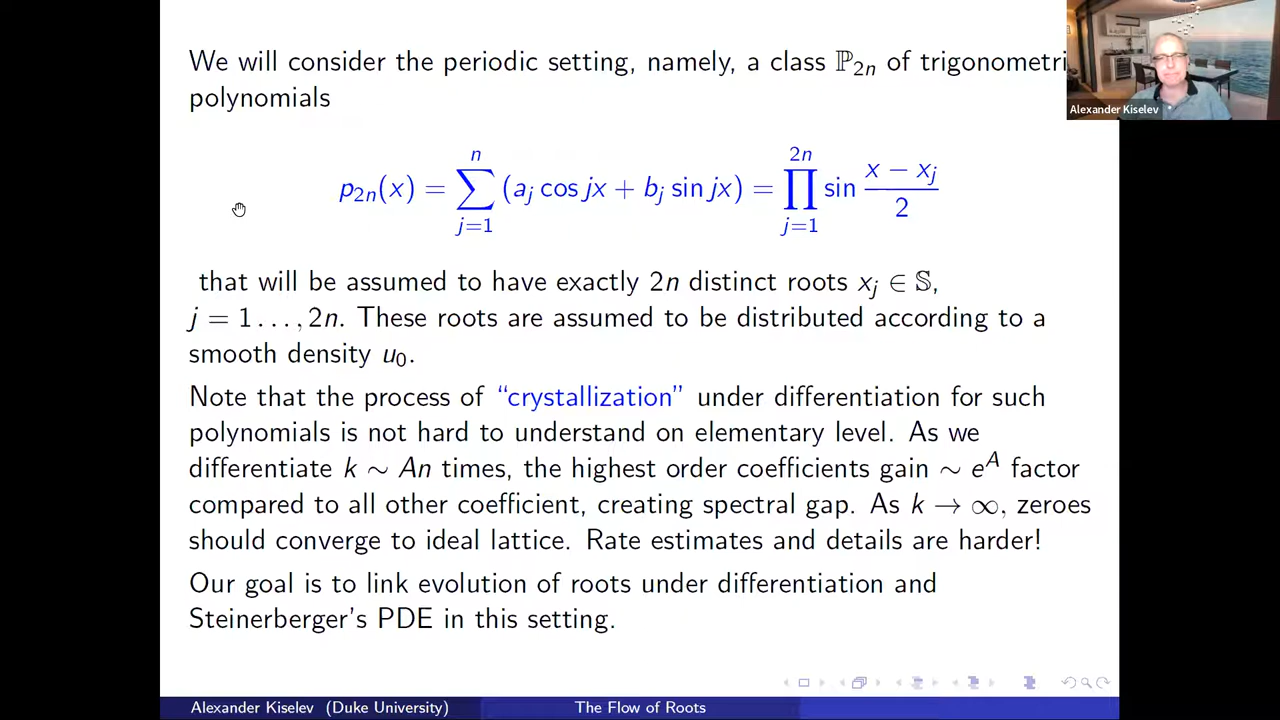 We will consider the periodic setting, namely, a class ℙ₂ₙ of trigonometri
polynomials
p₂ₙ(x) = ∑_{j=1}^{n} (aⱼ cos jx + bⱼ sin jx) = ∏_{j=1}^{2n} sin \frac{x − xⱼ}{2}
that will be assumed to have exactly 2n distinct roots xⱼ ∈ 𝕊,
j = 1 . . . , 2n. These roots are assumed to be distributed according to a
smooth density u₀.
Note that the process of “crystallization” under differentiation for such
polynomials is not hard to understand on elementary level. As we
differentiate k ∼ An times, the highest order coefficients gain ∼ e^A factor
compared to all other coefficient, creating spectral gap. As k → ∞, zeroes
should converge to ideal lattice. Rate estimates and details are harder!
Our goal is to link evolution of roots under differentiation and
Steinerberger’s PDE in this setting.
Alexander Kiselev
Alexander Kiselev (Duke University) The Flow of Roots